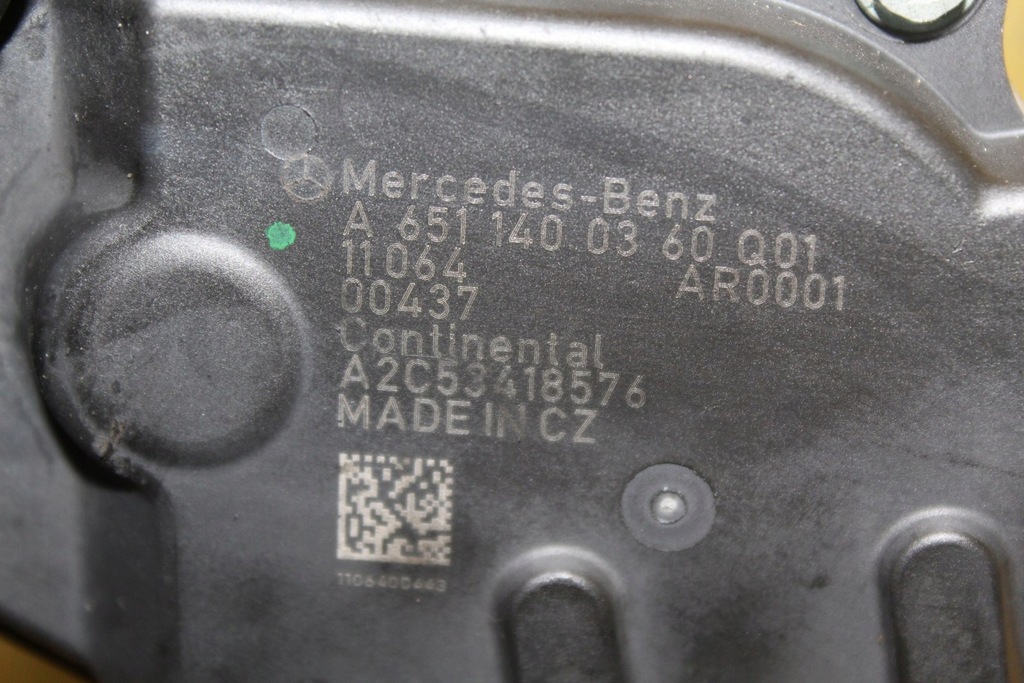 Mercedes-Benz
A 651 140 03 60 Q01
11064 AR0001
00437
Continental
A2C53418576
MADE IN CZ